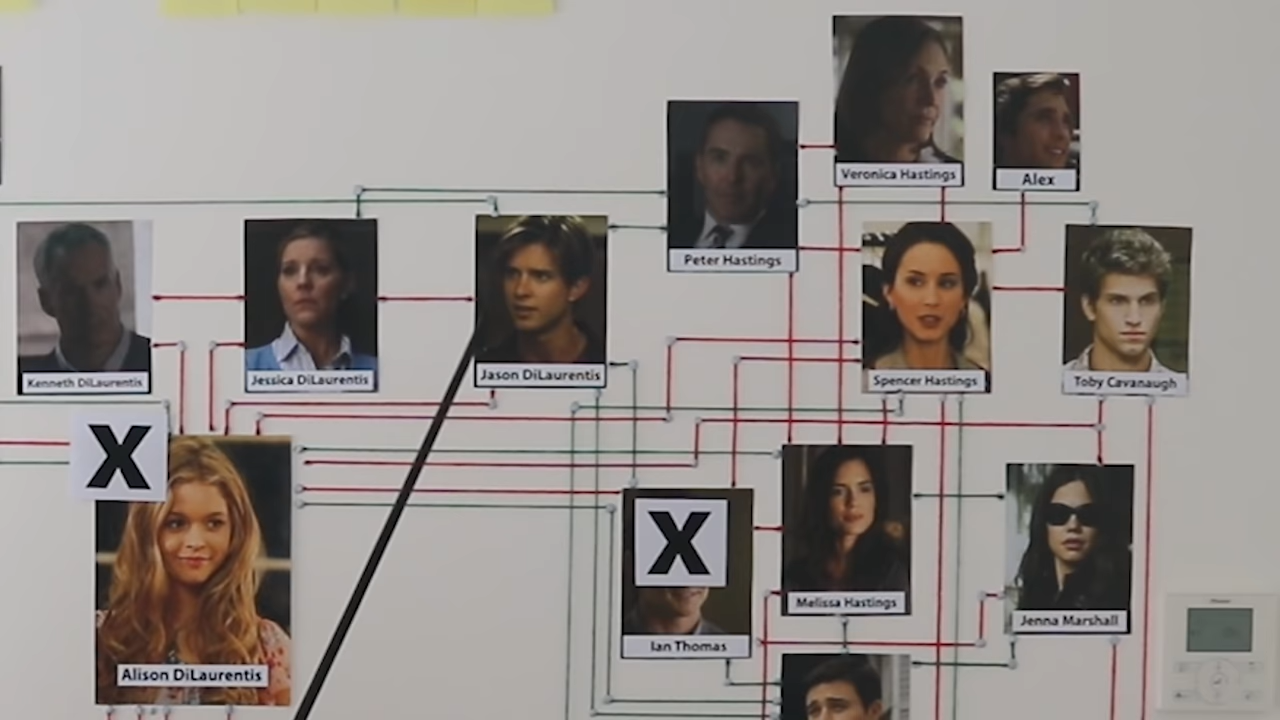 Veronica Hastings
Alex
Peter Hastings
Kenneth DiLaurentis
Jessica DiLaurentis
Jason DiLaurentis
Spencer Hastings
Toby Cavanaugh
X
X
Melissa Hastings
Jenna Marshall
Ian Thomas
Alison DiLaurentis